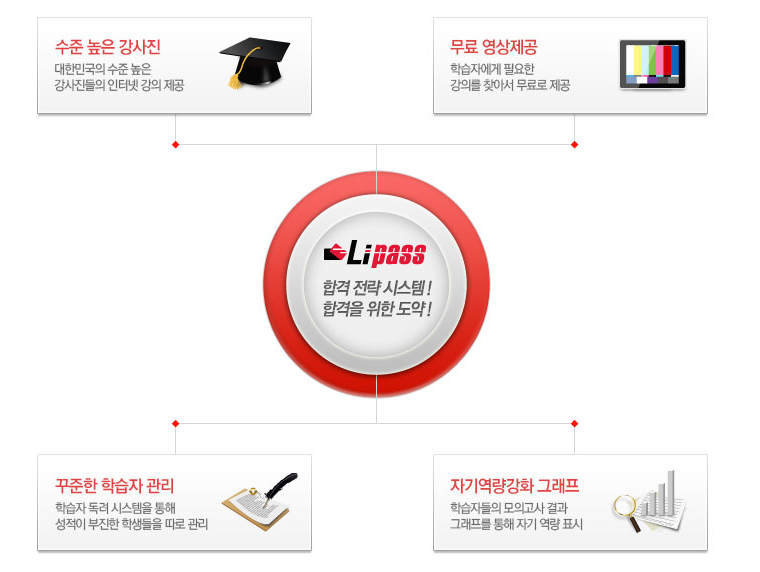 수준 높은 강사진
대한민국의 수준 높은
강사진들의 인터넷 강의 제공
무료 영상제공
학습자에게 필요한
강의를 찾아서 무료로 제공
Lipass
합격 전략 시스템 !
합격을 위한 도약 !
꾸준한 학습자 관리
학습자 독려 시스템을 통해
성적이 부진한 학생들을 따로 관리
자기역량강화 그래프
학습자들의 모의고사 결과
그래프를 통해 자기 역량 표시